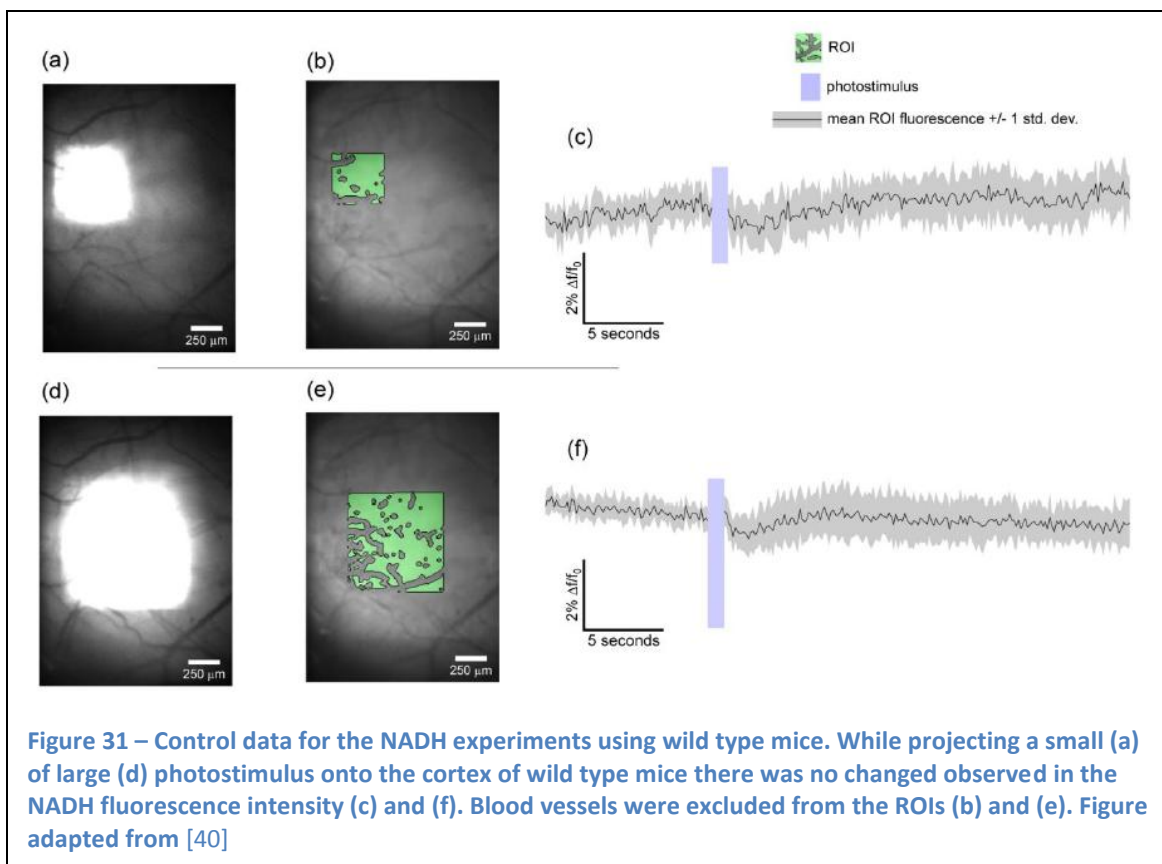 (a)
(b)
ROI
photostimulus
mean ROI fluorescence +/- 1 std. dev.
(c)
2% Δf/f₀
5 seconds
250 μm
250 μm
(d)
(e)
(f)
2% Δf/f₀
5 seconds
250 μm
250 μm
Figure 31 – Control data for the NADH experiments using wild type mice. While projecting a small (a)
of large (d) photostimulus onto the cortex of wild type mice there was no changed observed in the
NADH fluorescence intensity (c) and (f). Blood vessels were excluded from the ROIs (b) and (e). Figure
adapted from [40]